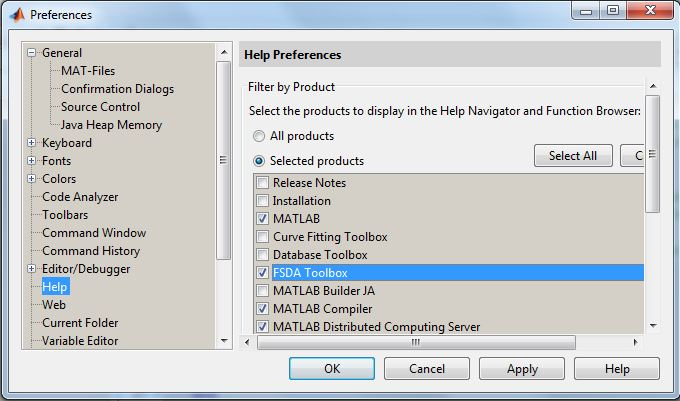 Preferences
General
MAT-Files
Confirmation Dialogs
Source Control
Java Heap Memory
Keyboard
Fonts
Colors
Code Analyzer
Toolbars
Command Window
Command History
Editor/Debugger
Help
Web
Current Folder
Variable Editor
Help Preferences
Filter by Product
Select the products to display in the Help Navigator and Function Browser:
All products
Selected products
Select All
C
Release Notes
Installation
MATLAB
Curve Fitting Toolbox
Database Toolbox
FSDA Toolbox
MATLAB Builder JA
MATLAB Compiler
MATLAB Distributed Computing Server
OK
Cancel
Apply
Help